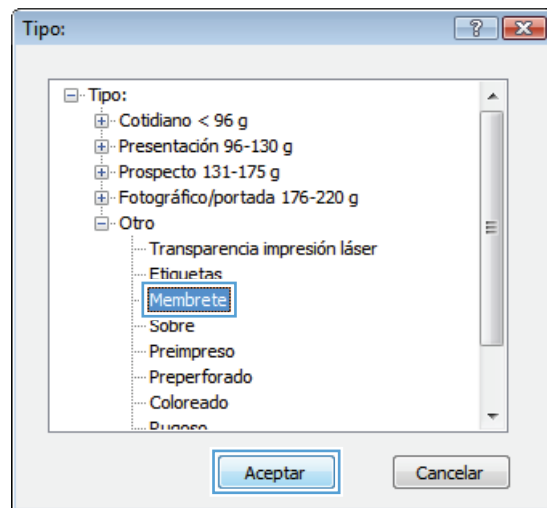 Tipo:
Tipo:
Cotidiano < 96 g
Presentación 96-130 g
Prospecto 131-175 g
Fotográfico/portada 176-220 g
Otro
Transparencia impresión láser
Etiquetas
Membrete
Sobre
Preimpreso
Preperforado
Coloreado
Rugoso
Aceptar
Cancelar